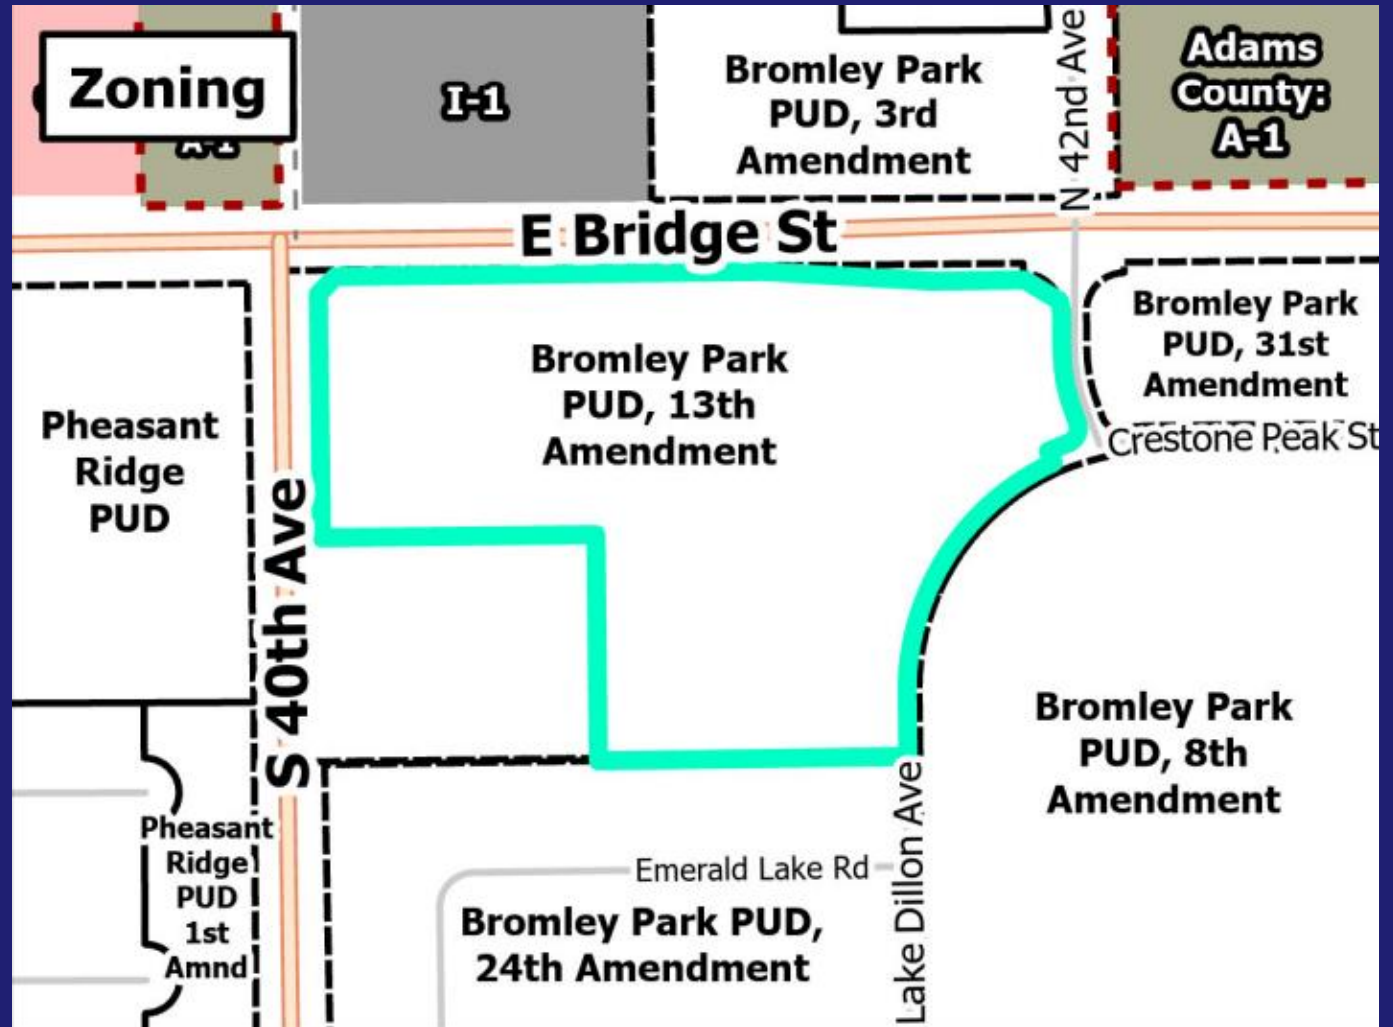 Zoning
A-1
I-1
Bromley Park
PUD, 3rd
Amendment
N 42nd Ave
Adams
County:
A-1
E Bridge St
Bromley Park
PUD, 13th
Amendment
Bromley Park
PUD, 31st
Amendment
Crestone Peak St
Pheasant
Ridge
PUD
S 40th Ave
Bromley Park
PUD, 8th
Amendment
Pheasant
Ridge
PUD
1st
Amnd
Emerald Lake Rd
Bromley Park PUD,
24th Amendment
Lake Dillon Ave